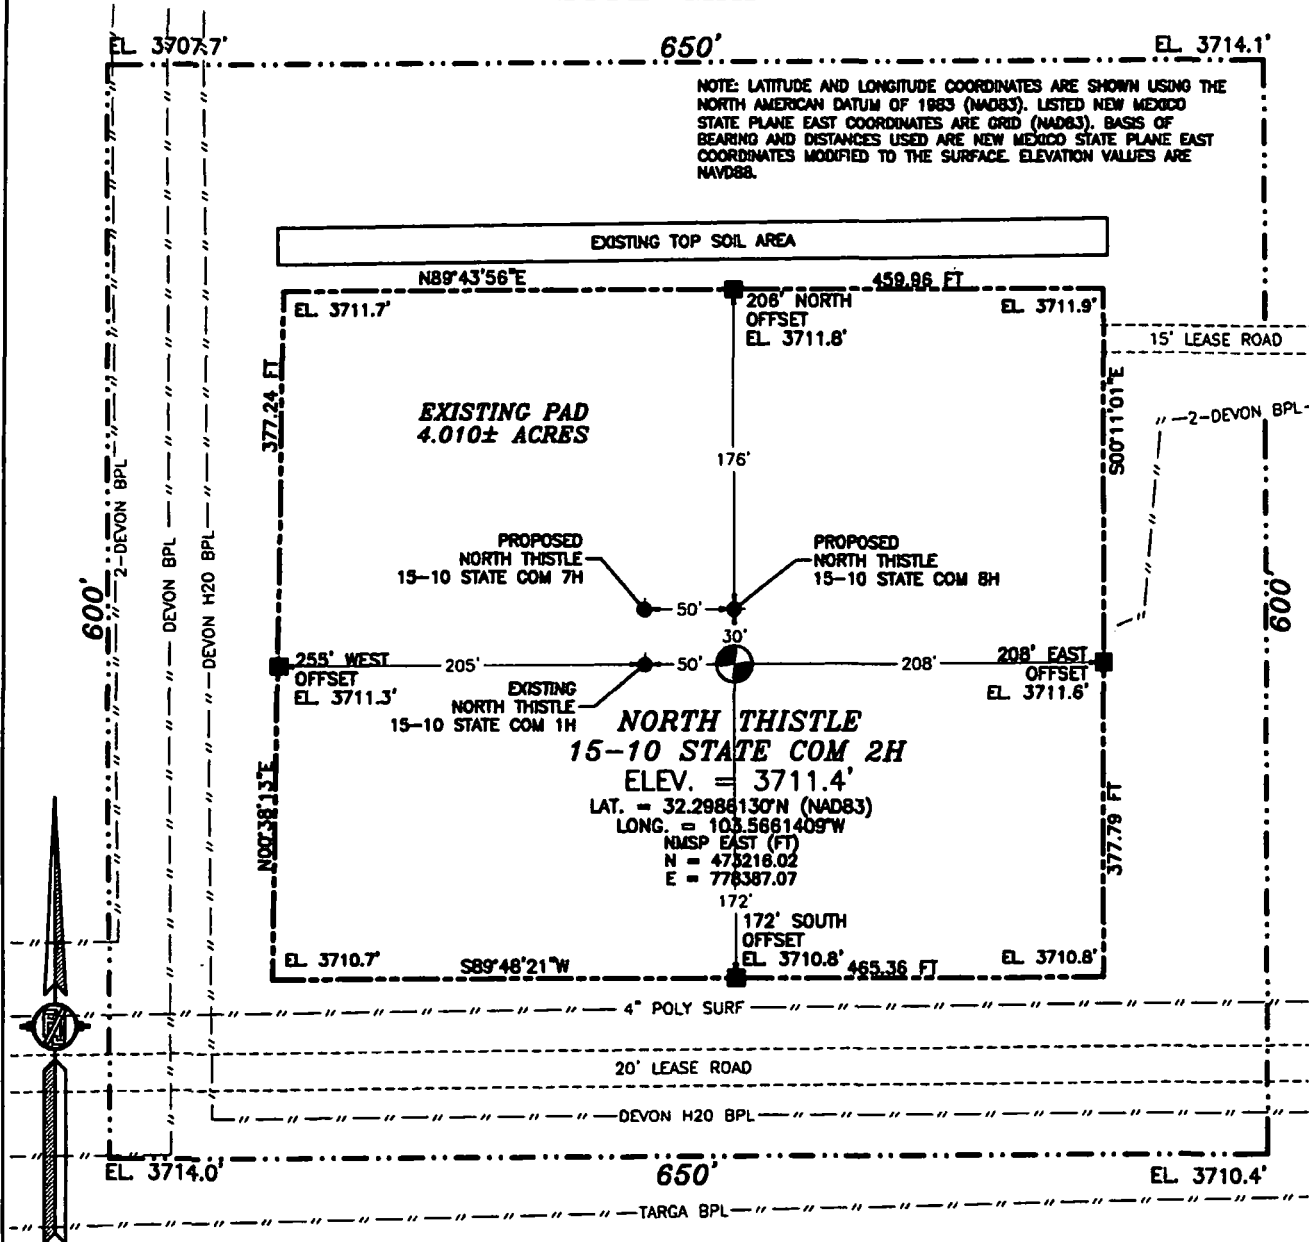 EL. 3707.7'
650'
EL. 3714.1'
NOTE: LATITUDE AND LONGITUDE COORDINATES ARE SHOWN USING THE
NORTH AMERICAN DATUM OF 1983 (NAD83). LISTED NEW MEXICO
STATE PLANE EAST COORDINATES ARE GRID (NAD83). BASIS OF
BEARING AND DISTANCES USED ARE NEW MEXICO STATE PLANE EAST
COORDINATES MODIFIED TO THE SURFACE. ELEVATION VALUES ARE
NAVD88.
EXISTING TOP SOIL AREA
N89°43'56"E
459.96 FT
EL. 3711.7'
206' NORTH
OFFSET
EL. 3711.8'
EL. 3711.9'
15' LEASE ROAD
377.24 FT
S00°11'01"E
2-DEVON BPL
EXISTING PAD
4.010± ACRES
176'
2-DEVON BPL
DEVON BPL
DEVON H20 BPL
PROPOSED
NORTH THISTLE
15-10 STATE COM 7H
PROPOSED
NORTH THISTLE
15-10 STATE COM 8H
600'
50'
30'
600'
255' WEST
OFFSET
EL. 3711.3'
205'
50'
208'
208' EAST
OFFSET
EL. 3711.6'
EXISTING
NORTH THISTLE
15-10 STATE COM 1H
NORTH THISTLE
15-10 STATE COM 2H
ELEV. = 3711.4'
LAT. = 32.2986130°N (NAD83)
LONG. = 103.5661409°W
NMSP EAST (FT)
N = 473216.02
E = 778387.07
N00°38'13"E
377.79 FT
172'
172' SOUTH
OFFSET
EL. 3710.8'
EL. 3710.7'
S89°48'21"W
465.36 FT
EL. 3710.8'
4" POLY SURF
20' LEASE ROAD
DEVON H20 BPL
EL. 3714.0'
650'
EL. 3710.4'
TARGA BPL